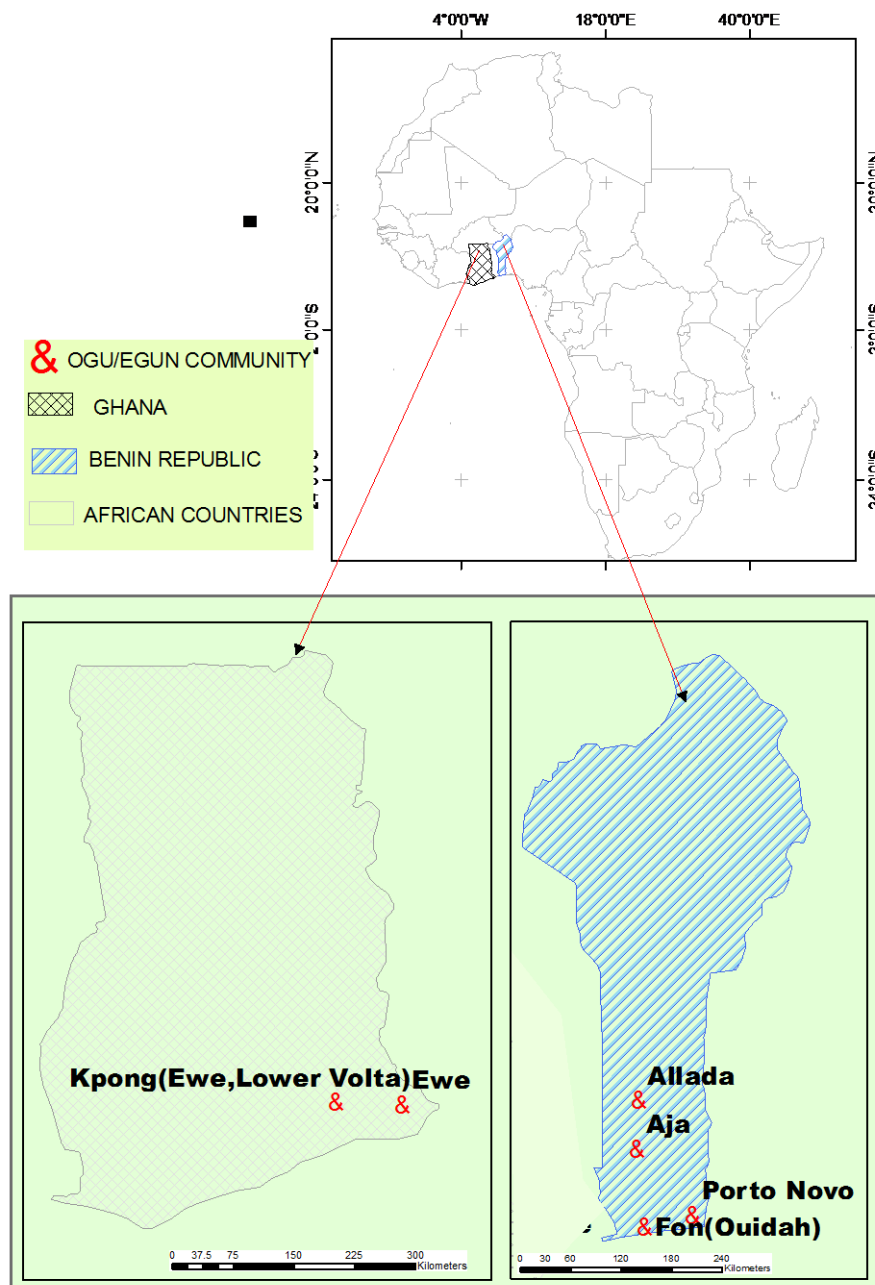 4°0'0"W 18°0'0"E 40°0'0"E
20°0'0"N
&
OGU/EGUN COMMUNITY
GHANA
BENIN REPUBLIC
AFRICAN COUNTRIES
Kpong(Ewe,Lower Volta) Ewe
& &
0 37.5 75 150 225 300
Kilometers
Allada
&
Aja
&
Porto Novo
&
& Fon(Ouidah)
0 30 60 120 180 240
Kilometers